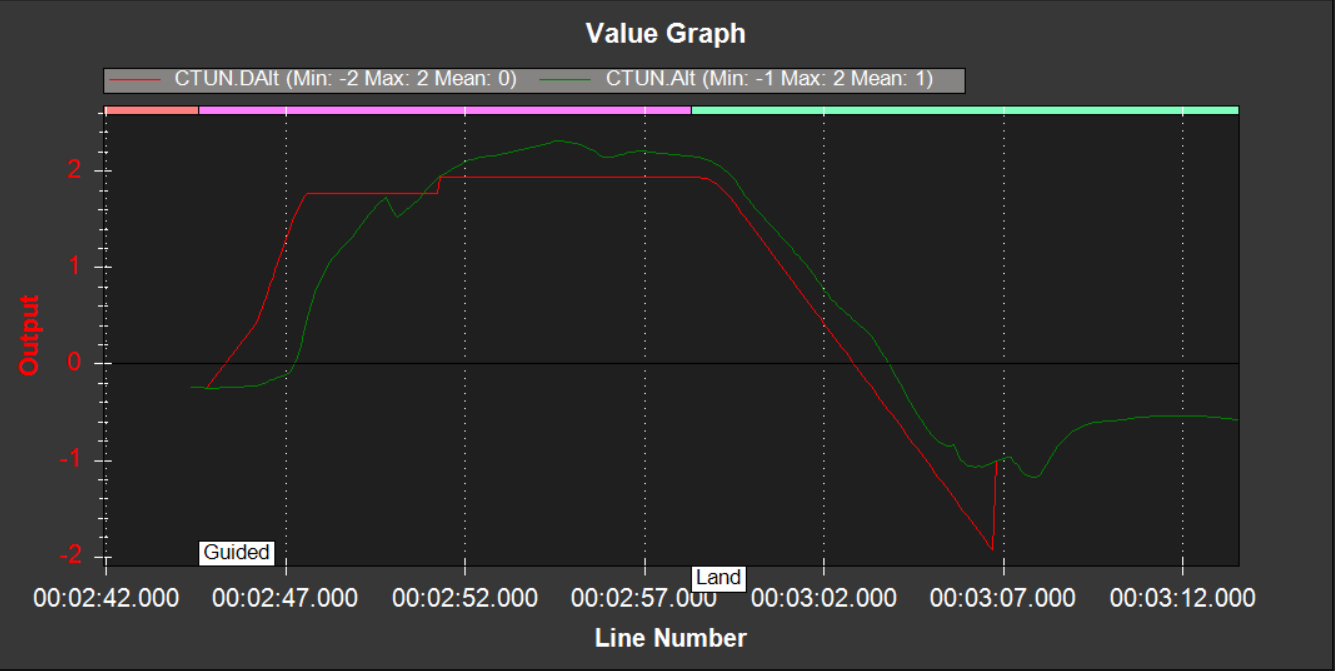 Value Graph
CTUN.DAlt (Min: -2 Max: 2 Mean: 0) CTUN.Alt (Min: -1 Max: 2 Mean: 1)
2
1
0
-1
-2
Output
Guided
Land
00:02:42.000 00:02:47.000 00:02:52.000 00:02:57.000 00:03:02.000 00:03:07.000 00:03:12.000
Line Number